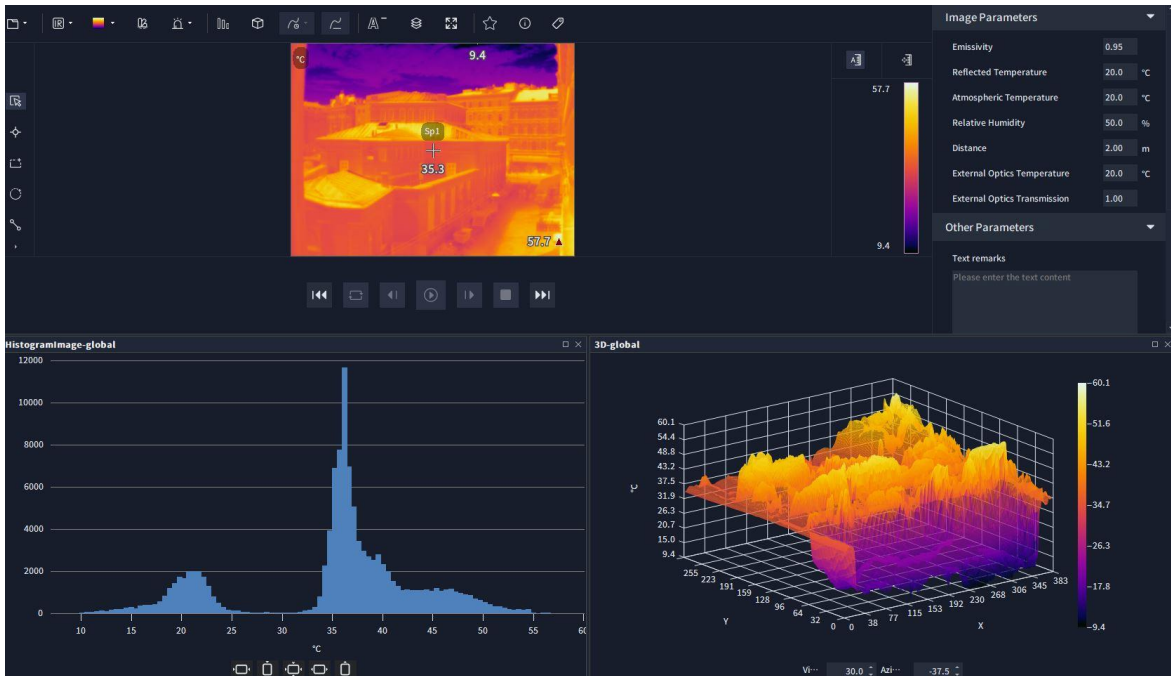 IR
A
Image Parameters
Emissivity 0.95
Reflected Temperature 20.0 °C
Atmospheric Temperature 20.0 °C
Relative Humidity 50.0 %
Distance 2.00 m
External Optics Temperature 20.0 °C
External Optics Transmission 1.00
Other Parameters
Text remarks
Please enter the text content
°C
9.4
Sp1
35.3
57.7
A
57.7
9.4
HistogramImage-global
12000
10000
8000
6000
4000
2000
0
10 15 20 25 30 35 40 45 50 55 60
°C
3D-global
60.1
54.4
48.8
43.2
37.5
31.9
26.3
20.7
15.0
9.4
°C
255 223 191 159 128 96 64 32 0
Y
0 38 77 115 153 192 230 268 306 345 383
X
60.1
51.6
43.2
34.7
26.3
17.8
9.4
Vi··· 30.0 Azi··· -37.5